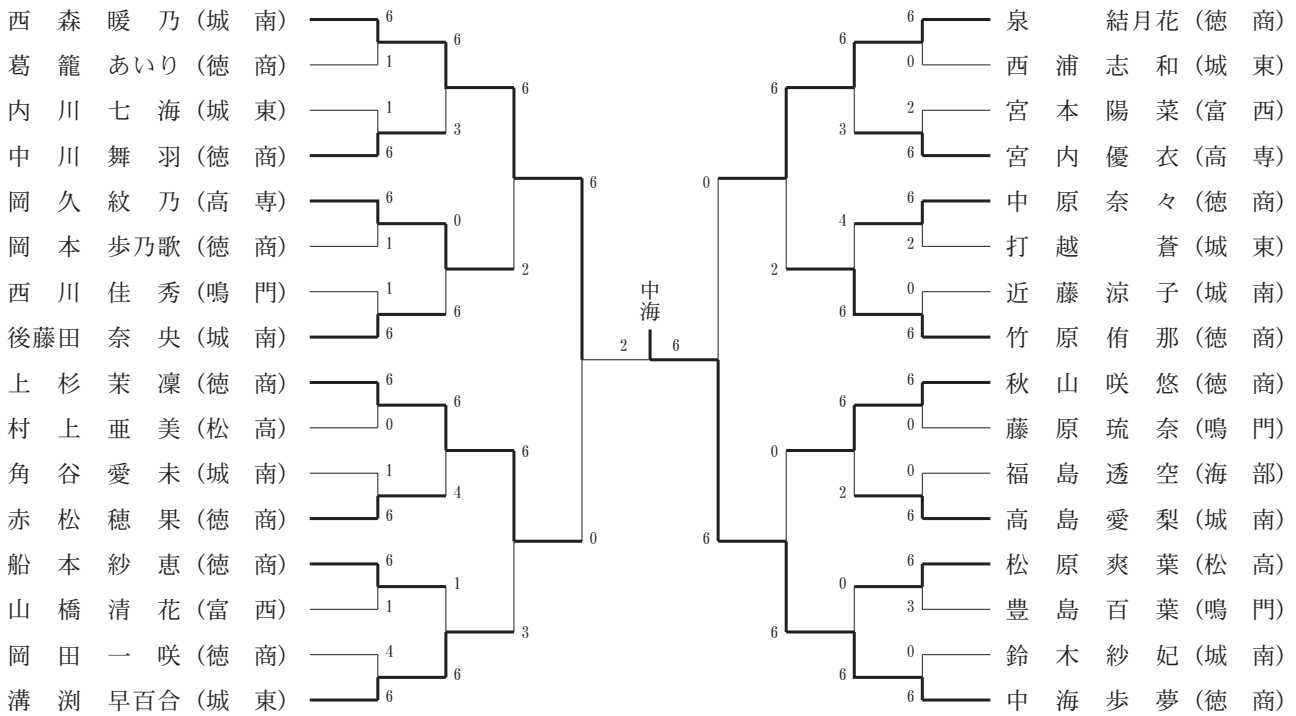 西森暖乃(城南)
葛籠あいり(徳商)
内川七海(城東)
中川舞羽(徳商)
岡久紋乃(高専)
岡本歩乃歌(徳商)
西川佳秀(鳴門)
後藤田奈央(城南)
上杉茉凜(徳商)
村上亜美(松高)
角谷愛未(城南)
赤松穂果(徳商)
船本紗恵(徳商)
山橋清花(富西)
岡田一咲(徳商)
溝渕早百合(城東)
6
1
1
6
6
1
1
6
6
0
1
6
6
1
4
6
6
3
0
6
6
4
1
6
6
2
6
3
6
0
2
中海
6
0
6
6
2
0
6
6
3
4
6
6
2
0
6
6
0
2
6
6
2
0
6
6
0
0
6
6
3
0
6
泉結月花(徳商)
西浦志和(城東)
宮本陽菜(富西)
宮内優衣(高専)
中原奈々(徳商)
打越蒼(城東)
近藤涼子(城南)
竹原侑那(徳商)
秋山咲悠(徳商)
藤原琉奈(鳴門)
福島透空(海部)
高島愛梨(城南)
松原爽葉(松高)
豊島百葉(鳴門)
鈴木紗妃(城南)
中海歩夢(徳商)